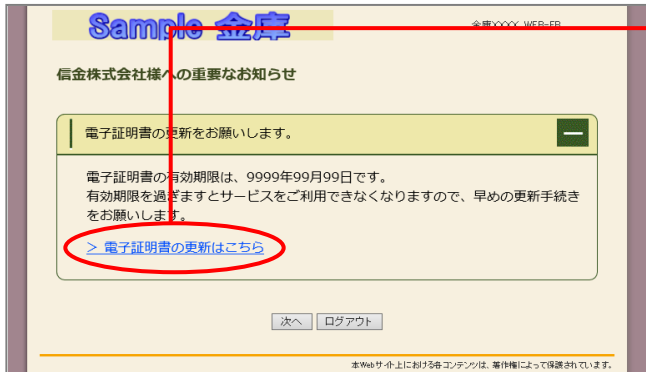 Sample 金庫
金庫XXXX WEB-FB
信金株式会社様への重要なお知らせ
電子証明書の更新をお願いします。
電子証明書の有効期限は、9999年99月99日です。
有効期限を過ぎますとサービスをご利用できなくなりますので、早めの更新手続き
をお願いします。
> 電子証明書の更新はこちら
次へ ログアウト
本Webサイト上における各コンテンツは、著作権によって保護されています。